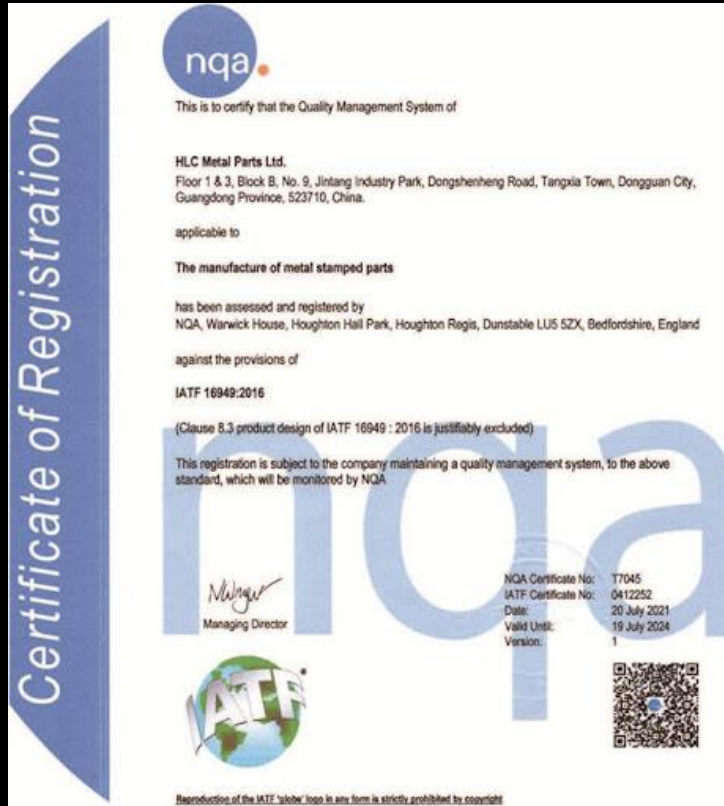 Certificate of Registration
nqa.
This is to certify that the Quality Management System of
HLC Metal Parts Ltd.
Floor 1 & 3, Block B, No. 9, Jintang Industry Park, Dongshenheng Road, Tangxia Town, Dongguan City,
Guangdong Province, 523710, China.
applicable to
The manufacture of metal stamped parts
has been assessed and registered by
NQA, Warwick House, Houghton Hall Park, Houghton Regis, Dunstable LU5 5ZX, Bedfordshire, England
against the provisions of
IATF 16949:2016
(Clause 8.3 product design of IATF 16949 : 2016 is justifiably excluded)
This registration is subject to the company maintaining a quality management system, to the above
standard, which will be monitored by NQA
nqa
Managing Director
NQA Certificate No: T7045
IATF Certificate No: 0412252
Date: 20 July 2021
Valid Until: 19 July 2024
Version: 1
IATF
Reproduction of the IATF 'globe' logo in any form is strictly prohibited by copyright